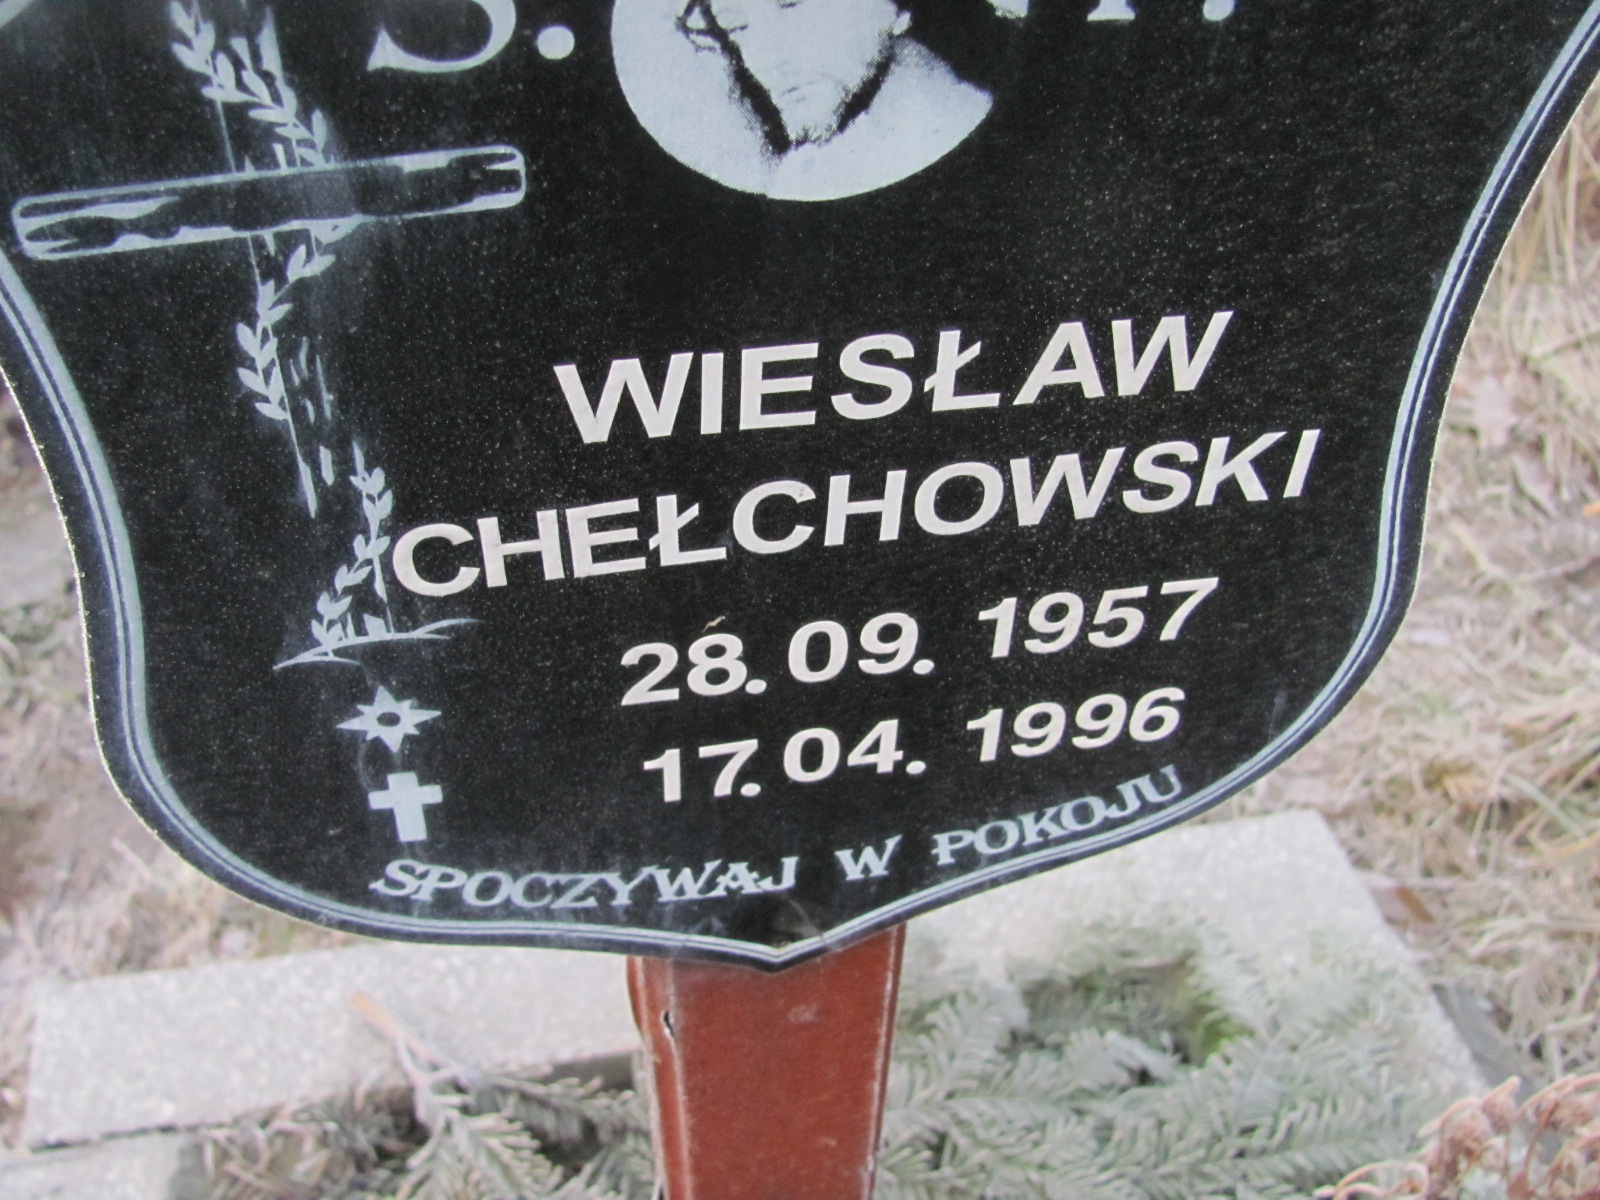 Ś. P.
WIESŁAW
CHEŁCHOWSKI
28. 09. 1957
17. 04. 1996
SPOCZYWAJ W POKOJU